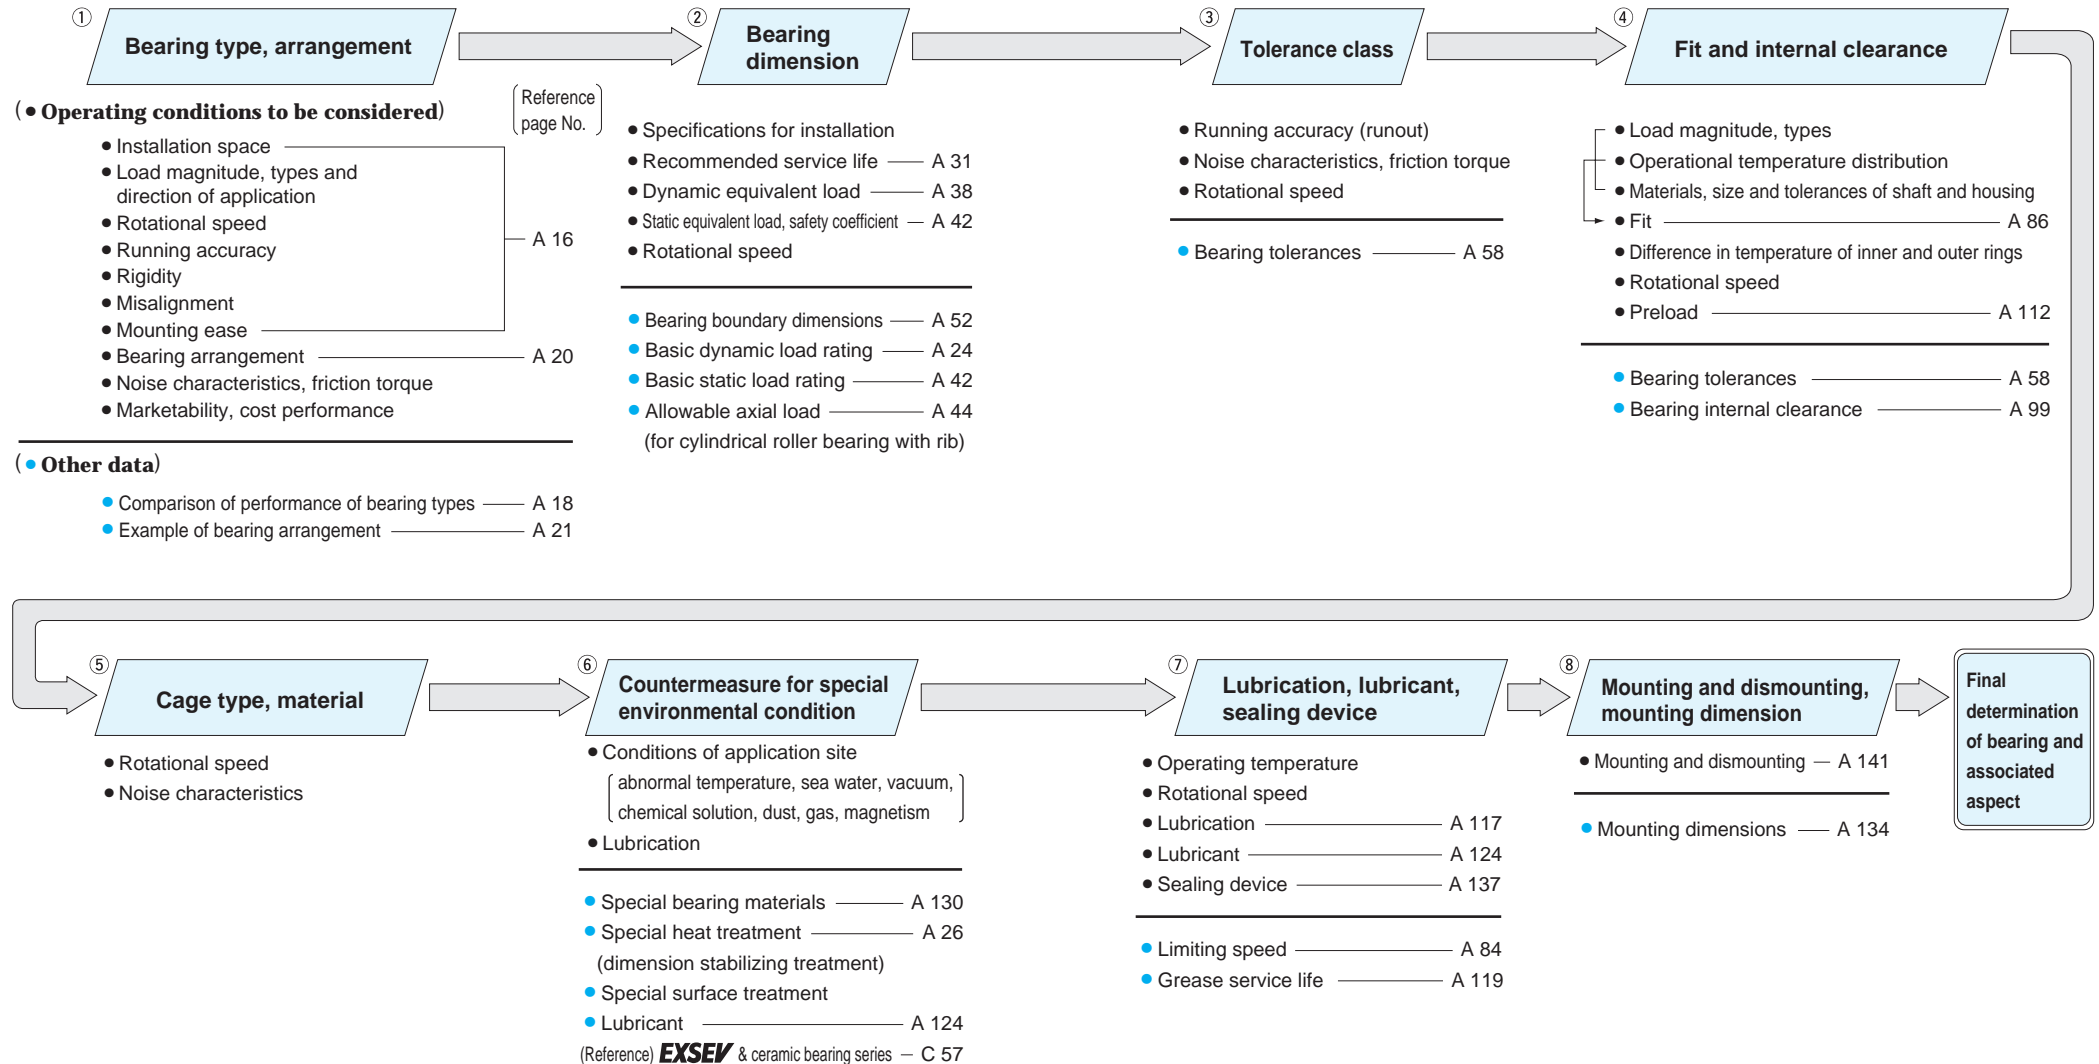 ① Bearing type, arrangement
(● Operating conditions to be considered)
Reference
page No.
● Installation space
● Load magnitude, types and
direction of application
● Rotational speed
● Running accuracy
● Rigidity
● Misalignment
● Mounting ease
A 16
● Bearing arrangement A 20
● Noise characteristics, friction torque
● Marketability, cost performance
(● Other data)
● Comparison of performance of bearing types A 18
● Example of bearing arrangement A 21
② Bearing
dimension
● Specifications for installation
● Recommended service life A 31
● Dynamic equivalent load A 38
● Static equivalent load, safety coefficient A 42
● Rotational speed
● Bearing boundary dimensions A 52
● Basic dynamic load rating A 24
● Basic static load rating A 42
● Allowable axial load A 44
(for cylindrical roller bearing with rib)
③ Tolerance class
● Running accuracy (runout)
● Noise characteristics, friction torque
● Rotational speed
● Bearing tolerances A 58
④ Fit and internal clearance
● Load magnitude, types
● Operational temperature distribution
● Materials, size and tolerances of shaft and housing
● Fit A 86
● Difference in temperature of inner and outer rings
● Rotational speed
● Preload A 112
● Bearing tolerances A 58
● Bearing internal clearance A 99
⑤ Cage type, material
● Rotational speed
● Noise characteristics
⑥ Countermeasure for special
environmental condition
● Conditions of application site
abnormal temperature, sea water, vacuum,
chemical solution, dust, gas, magnetism
● Lubrication
● Special bearing materials A 130
● Special heat treatment A 26
(dimension stabilizing treatment)
● Special surface treatment
● Lubricant A 124
(Reference) EXSEV & ceramic bearing series C 57
⑦ Lubrication, lubricant,
sealing device
● Operating temperature
● Rotational speed
● Lubrication A 117
● Lubricant A 124
● Sealing device A 137
● Limiting speed A 84
● Grease service life A 119
⑧ Mounting and dismounting,
mounting dimension
● Mounting and dismounting A 141
● Mounting dimensions A 134
Final
determination
of bearing and
associated
aspect